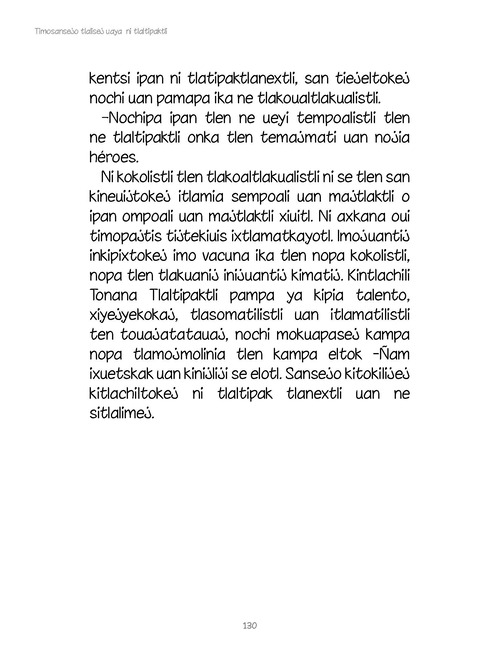 Timosansejo tlalisej uaya ni tlaltipaktli
kentsi ipan ni tlatipaktlanextli, san tiejeltokej
nochi uan pamapa ika ne tlakoualtlakualistli.
–Nochipa ipan tlen ne ueyi tempoalistli tlen
ne tlaltipaktli onka tlen temajmati uan nojia
héroes.
Ni kokolistli tlen tlakoaltlakualistli ni se tlen san
kineuijtokej itlamia sempoali uan majtlaktli o
ipan ompoali uan majtlaktli xiuitl. Ni axkana oui
timopajtis tijtekiuis ixtlamatkayotl. Imojuantij
inkipixtokej imo vacuna ika tlen nopa kokolistli,
nopa tlen tlakuanij inijuantij kimatij. Kintlachili
Tonana Tlaltipaktli pampa ya kipia talento,
xiyejyekokaj, tlasomatilistli uan itlamatilistli
ten touajatatauaj, nochi mokuapasej kampa
nopa tlamojmolinia tlen kampa eltok –Ñam
ixuetskak uan kinijliji se elotl. Sansejo kitokilijej
kitlachiltokej ni tlaltipak tlanextli uan ne
sitlalimej.
130